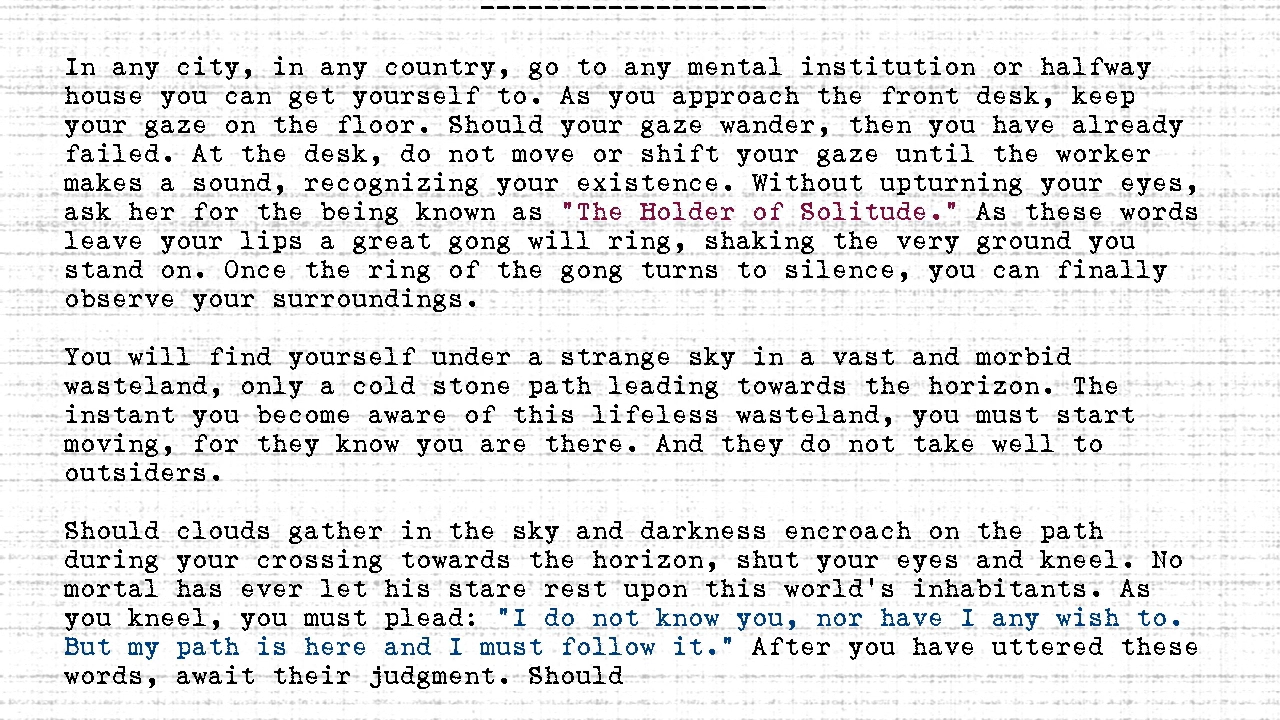 ------------------
In any city, in any country, go to any mental institution or halfway
house you can get yourself to. As you approach the front desk, keep
your gaze on the floor. Should your gaze wander, then you have already
failed. At the desk, do not move or shift your gaze until the worker
makes a sound, recognizing your existence. Without upturning your eyes,
ask her for the being known as "The Holder of Solitude." As these words
leave your lips a great gong will ring, shaking the very ground you
stand on. Once the ring of the gong turns to silence, you can finally
observe your surroundings.
You will find yourself under a strange sky in a vast and morbid
wasteland, only a cold stone path leading towards the horizon. The
instant you become aware of this lifeless wasteland, you must start
moving, for they know you are there. And they do not take well to
outsiders.
Should clouds gather in the sky and darkness encroach on the path
during your crossing towards the horizon, shut your eyes and kneel. No
mortal has ever let his stare rest upon this world's inhabitants. As
you kneel, you must plead: "I do not know you, nor have I any wish to.
But my path is here and I must follow it." After you have uttered these
words, await their judgment. Should